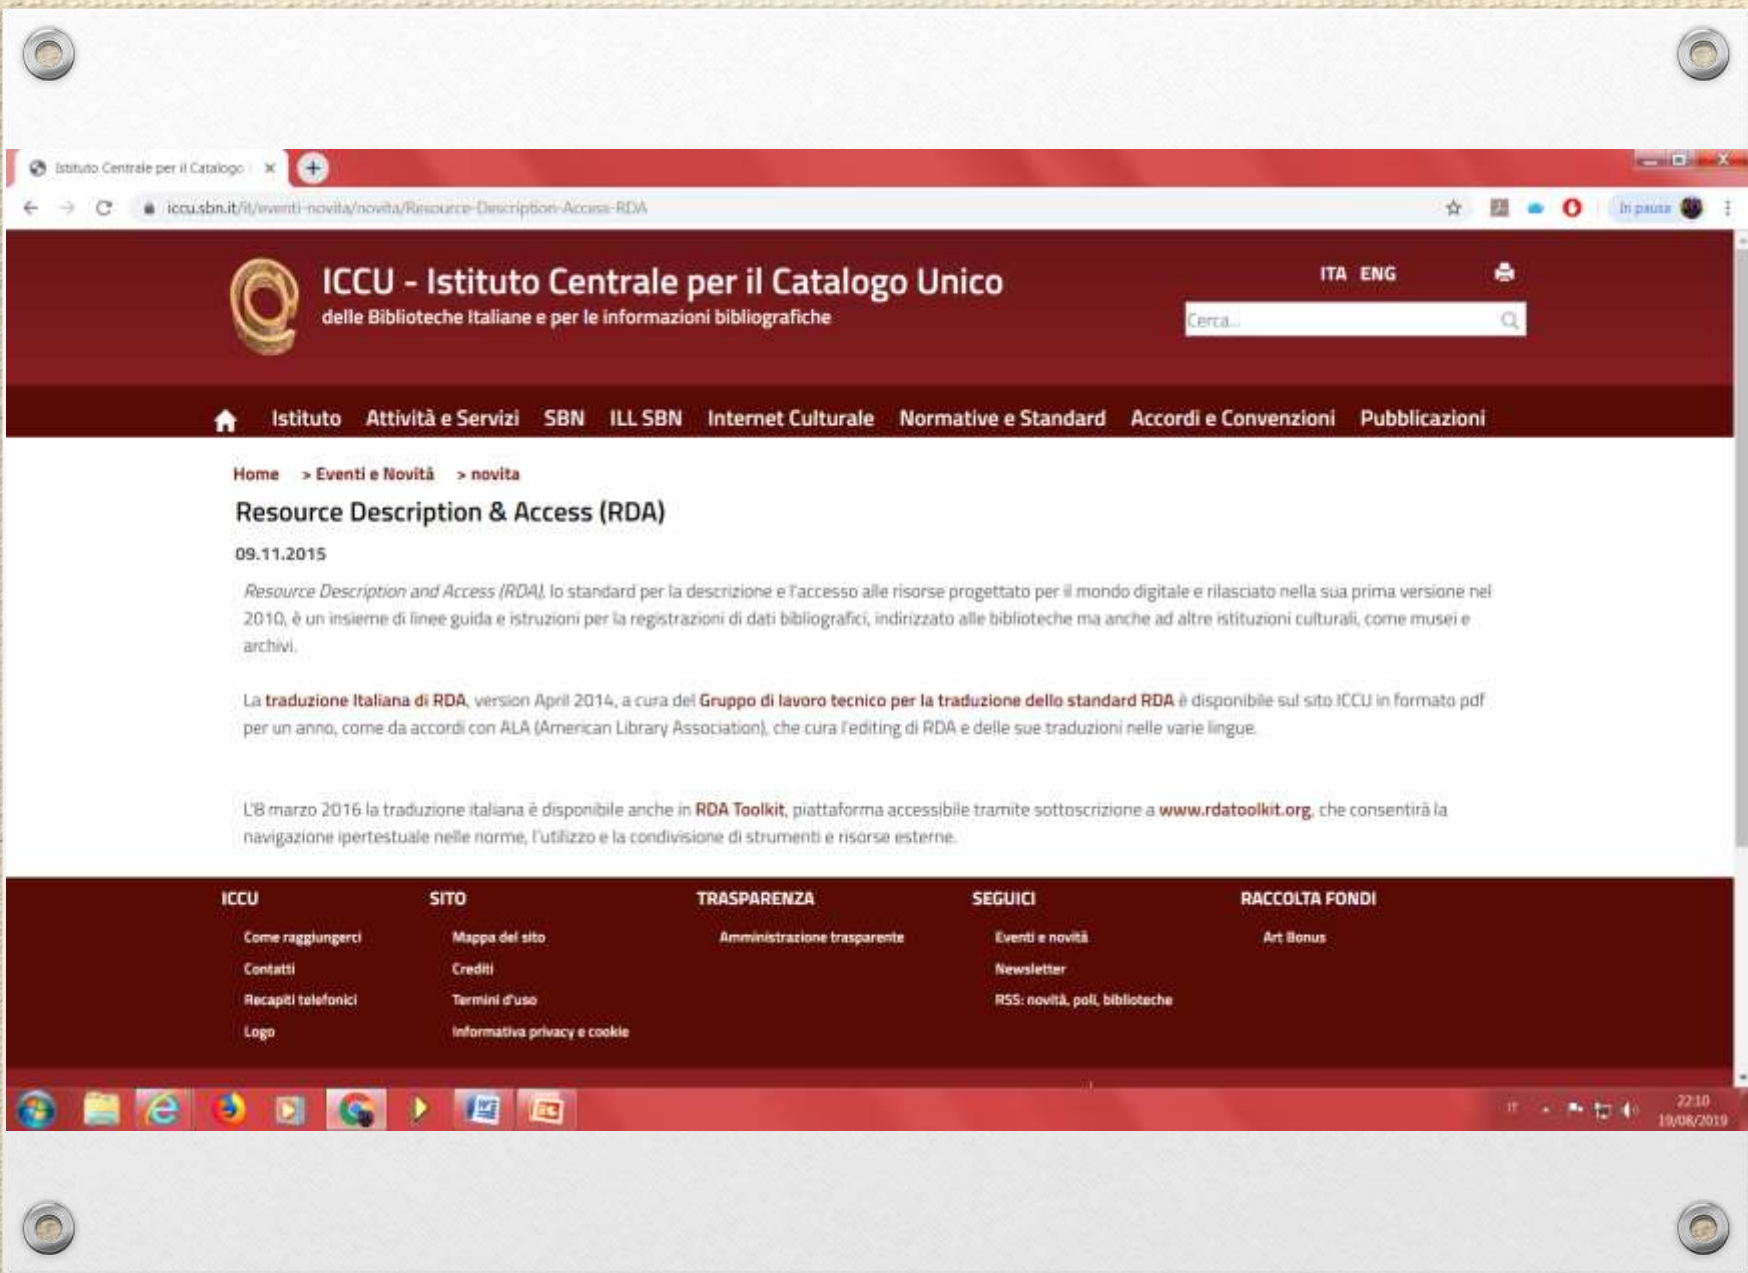 Istituto Centrale per il Catalogo
iccu.sbn.it/it/eventi-novita/novita/Resource-Description-Access-RDA
In pausa
ICCU - Istituto Centrale per il Catalogo Unico
delle Biblioteche Italiane e per le informazioni bibliografiche
ITA ENG
Cerca...
Istituto Attività e Servizi SBN ILL SBN Internet Culturale Normative e Standard Accordi e Convenzioni Pubblicazioni
Home > Eventi e Novità > novita
Resource Description & Access (RDA)
09.11.2015
Resource Description and Access (RDA), lo standard per la descrizione e l'accesso alle risorse progettato per il mondo digitale e rilasciato nella sua prima versione nel
2010, è un insieme di linee guida e istruzioni per la registrazioni di dati bibliografici, indirizzato alle biblioteche ma anche ad altre istituzioni culturali, come musei e
archivi.
La traduzione Italiana di RDA, version April 2014, a cura del Gruppo di lavoro tecnico per la traduzione dello standard RDA è disponibile sul sito ICCU in formato pdf
per un anno, come da accordi con ALA (American Library Association), che cura l'editing di RDA e delle sue traduzioni nelle varie lingue.
L'8 marzo 2016 la traduzione italiana è disponibile anche in RDA Toolkit, piattaforma accessibile tramite sottoscrizione a www.rdatoolkit.org, che consentirà la
navigazione ipertestuale nelle norme, l'utilizzo e la condivisione di strumenti e risorse esterne.
ICCU
Come raggiungerci
Contatti
Recapiti telefonici
Logo
SITO
Mappa del sito
Crediti
Termini d'uso
Informativa privacy e cookie
TRASPARENZA
Amministrazione trasparente
SEGUICI
Eventi e novità
Newsletter
RSS: novità, poli, biblioteche
RACCOLTA FONDI
Art Bonus
IT
22:10
19/08/2019